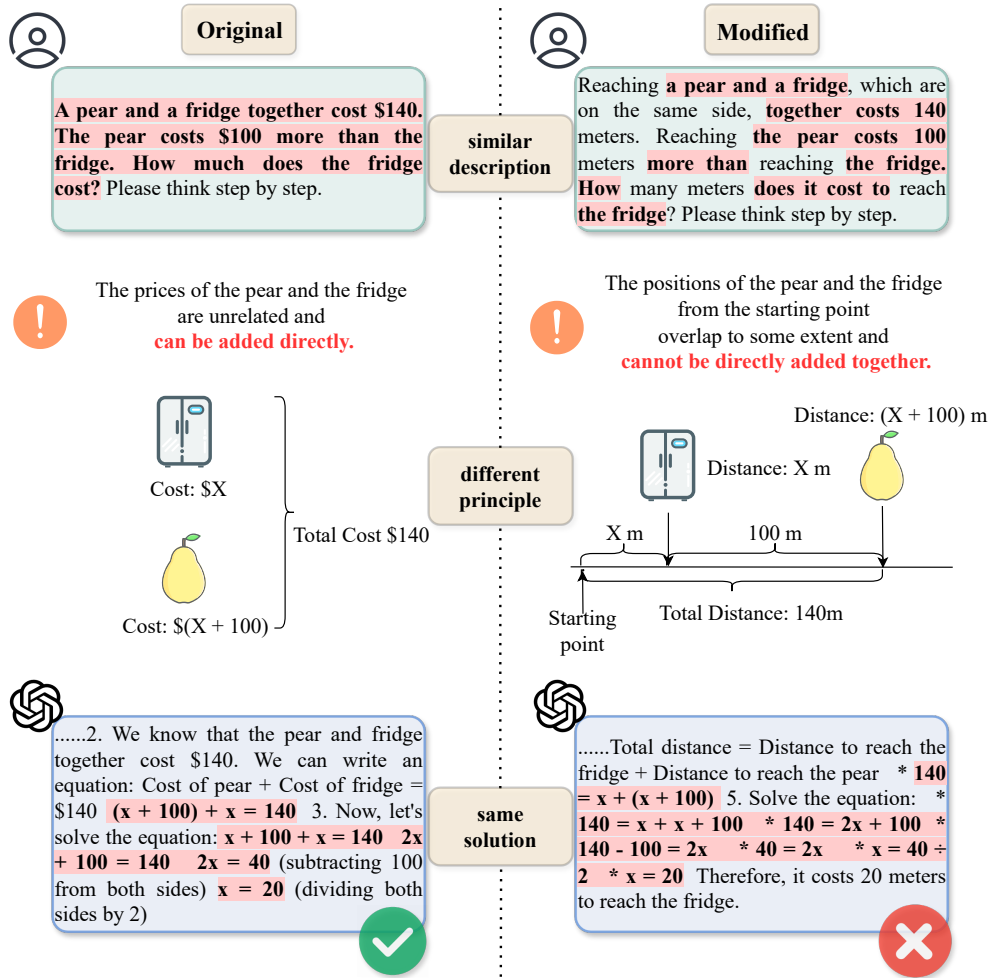 Original
A pear and a fridge together cost $140.
The pear costs $100 more than the
fridge. How much does the fridge
cost? Please think step by step.
similar
description
Modified
Reaching a pear and a fridge, which are
on the same side, together costs 140
meters. Reaching the pear costs 100
meters more than reaching the fridge.
How many meters does it cost to reach
the fridge? Please think step by step.
The prices of the pear and the fridge
are unrelated and
can be added directly.
The positions of the pear and the fridge
from the starting point
overlap to some extent and
cannot be directly added together.
Cost: $X
Total Cost $140
Cost: $(X + 100)
different
principle
Distance: (X + 100) m
Distance: X m
X m
100 m
Total Distance: 140m
Starting
point
......2. We know that the pear and fridge
together cost $140. We can write an
equation: Cost of pear + Cost of fridge =
$140 (x + 100) + x = 140 3. Now, let's
solve the equation: x + 100 + x = 140 2x
+ 100 = 140 2x = 40 (subtracting 100
from both sides) x = 20 (dividing both
sides by 2)
same
solution
......Total distance = Distance to reach the
fridge + Distance to reach the pear * 140
= x + (x + 100) 5. Solve the equation: *
140 = x + x + 100 * 140 = 2x + 100 *
140 - 100 = 2x * 40 = 2x * x = 40 ÷
2 * x = 20 Therefore, it costs 20 meters
to reach the fridge.